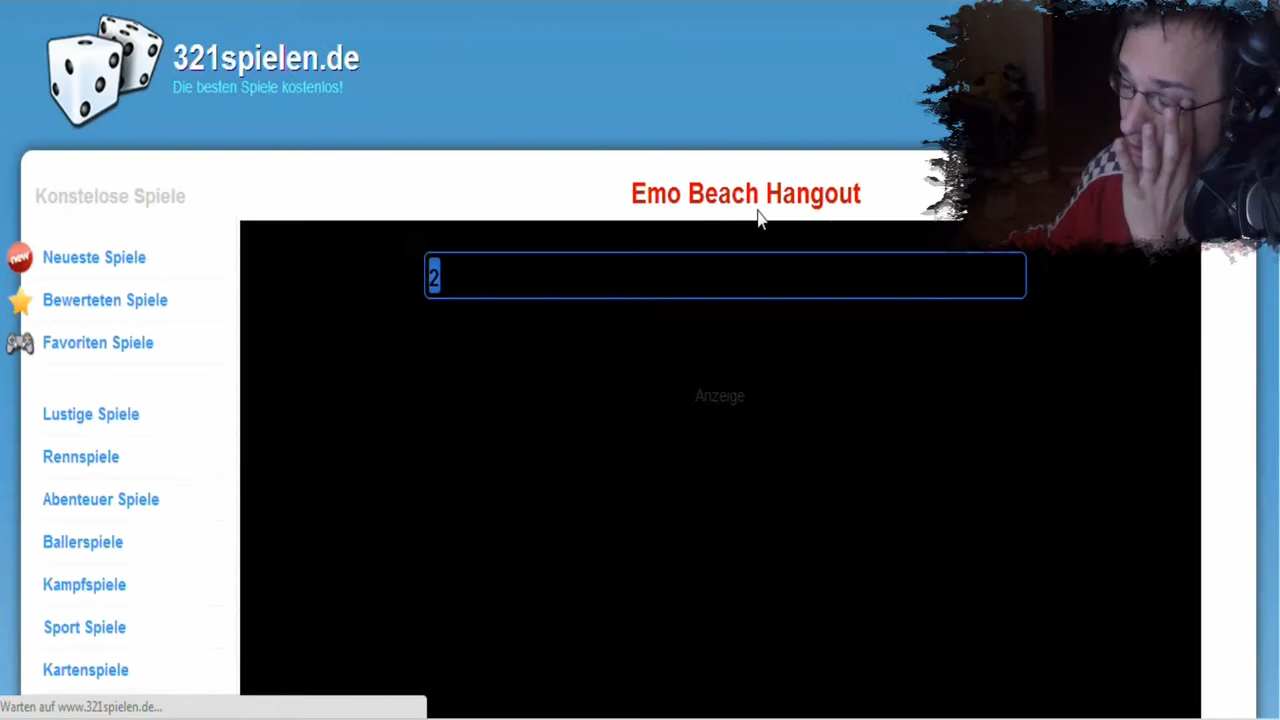 321spielen.de
Die besten Spiele kostenlos!
Konstelose Spiele
Emo Beach Hangout
new
Neueste Spiele
2
Bewerteten Spiele
Favoriten Spiele
Anzeige
Lustige Spiele
Rennspiele
Abenteuer Spiele
Ballerspiele
Kampfspiele
Sport Spiele
Kartenspiele
Warten auf www.321spielen.de...